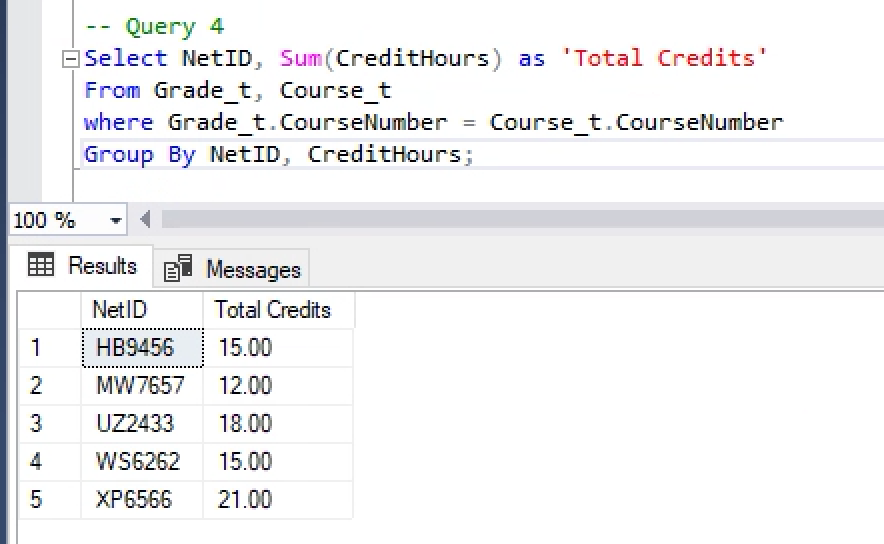 -- Query 4
Select NetID, Sum(CreditHours) as 'Total Credits'
From Grade_t, Course_t
where Grade_t.CourseNumber = Course_t.CourseNumber
Group By NetID, CreditHours;
100 %
Results Messages
NetID Total Credits
1 HB9456 15.00
2 MW7657 12.00
3 UZ2433 18.00
4 WS6262 15.00
5 XP6566 21.00